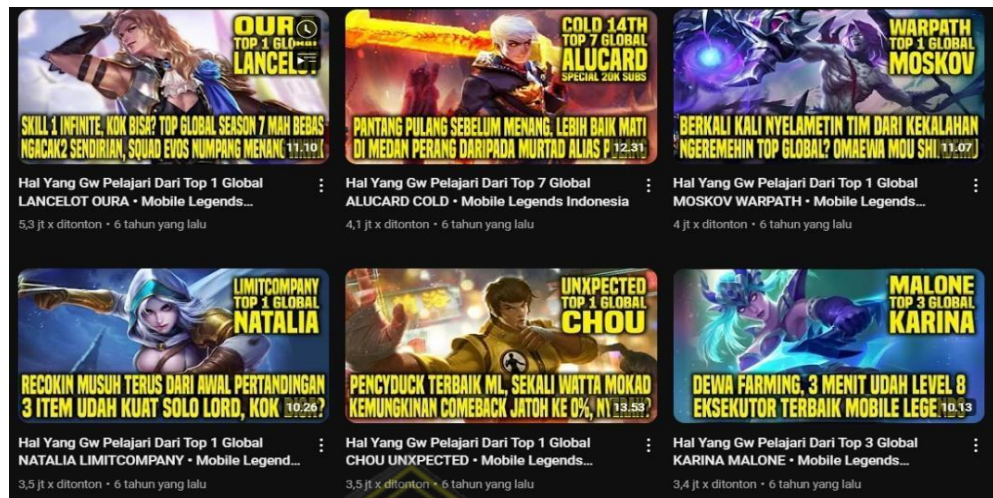 OURA
TOP 1 GLOBAL
LANCELOT
SKILL 1 INFINITE, KOK BISA? TOP GLOBAL SEASON 7 MAH BEBAS
NGACAK2 SENDIRIAN, SQUAD EVOS NUMPANG MENANG
11.10
Hal Yang Gw Pelajari Dari Top 1 Global
LANCELOT OURA • Mobile Legends...
5,3 jt x ditonton • 6 tahun yang lalu
COLD 14TH
TOP 7 GLOBAL
ALUCARD
SPECIAL 20K SUBS
PANTANG PULANG SEBELUM MENANG, LEBIH BAIK MATI
DI MEDAN PERANG DARIPADA MURTAD ALIAS
12.31
Hal Yang Gw Pelajari Dari Top 7 Global
ALUCARD COLD • Mobile Legends Indonesia
4,1 jt x ditonton • 6 tahun yang lalu
WARPATH
TOP 1 GLOBAL
MOSKOV
BERKALI KALI NYELAMETIN TIM DARI KEKALAHAN
NGEREMEHIN TOP GLOBAL? OMAEWA MOU
11.07
Hal Yang Gw Pelajari Dari Top 1 Global
MOSKOV WARPATH • Mobile Legends...
4 jt x ditonton • 6 tahun yang lalu
LIMITCOMPANY
TOP 1 GLOBAL
NATALIA
RECOKIN MUSUH TERUS DARI AWAL PERTANDINGAN
3 ITEM UDAH KUAT SOLO LORD, KOK
10.26
Hal Yang Gw Pelajari Dari Top 1 Global
NATALIA LIMITCOMPANY • Mobile Legend...
3,5 jt x ditonton • 6 tahun yang lalu
UNXPECTED
TOP 1 GLOBAL
CHOU
PENCYDUCK TERBAIK ML, SEKALI WATTA MOKAD
KEMUNGKINAN COMEBACK JATOH KE 0%,
13.53
Hal Yang Gw Pelajari Dari Top 1 Global
CHOU UNXPECTED • Mobile Legends...
3,5 jt x ditonton • 6 tahun yang lalu
MALONE
TOP 3 GLOBAL
KARINA
DEWA FARMING, 3 MENIT UDAH LEVEL 8
EKSEKUTOR TERBAIK MOBILE
10.13
Hal Yang Gw Pelajari Dari Top 3 Global
KARINA MALONE • Mobile Legends...
3,4 jt x ditonton • 6 tahun yang lalu